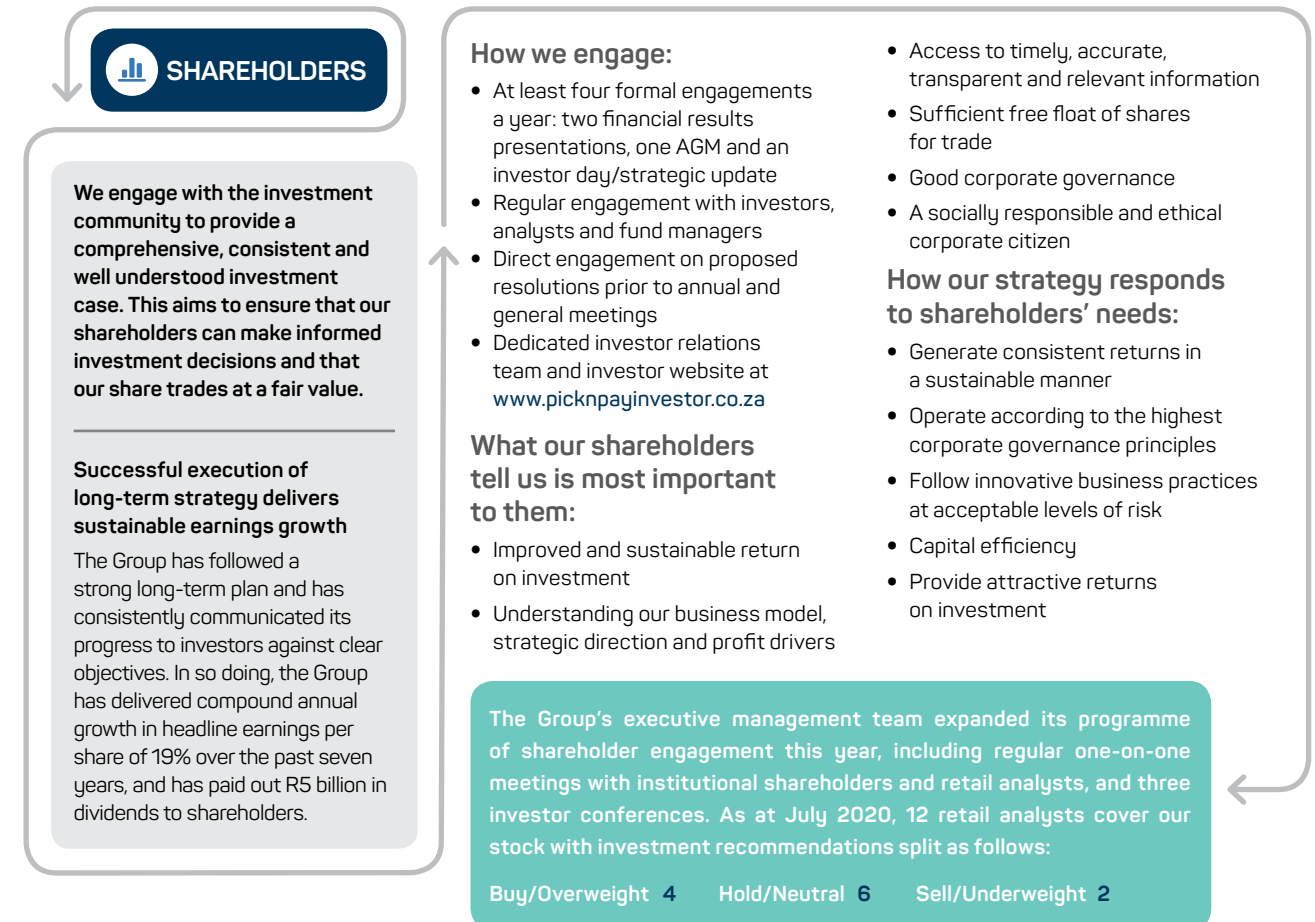 SHAREHOLDERS
We engage with the investment
community to provide a
comprehensive, consistent and
well understood investment
case. This aims to ensure that our
shareholders can make informed
investment decisions and that
our share trades at a fair value.
Successful execution of
long-term strategy delivers
sustainable earnings growth
The Group has followed a
strong long-term plan and has
consistently communicated its
progress to investors against clear
objectives. In so doing, the Group
has delivered compound annual
growth in headline earnings per
share of 19% over the past seven
years, and has paid out R5 billion in
dividends to shareholders.
How we engage:
• At least four formal engagements
a year: two financial results
presentations, one AGM and an
investor day/strategic update
• Regular engagement with investors,
analysts and fund managers
• Direct engagement on proposed
resolutions prior to annual and
general meetings
• Dedicated investor relations
team and investor website at
www.picknpayinvestor.co.za
What our shareholders
tell us is most important
to them:
• Improved and sustainable return
on investment
• Understanding our business model,
strategic direction and profit drivers
• Access to timely, accurate,
transparent and relevant information
• Sufficient free float of shares
for trade
• Good corporate governance
• A socially responsible and ethical
corporate citizen
How our strategy responds
to shareholders' needs:
• Generate consistent returns in
a sustainable manner
• Operate according to the highest
corporate governance principles
• Follow innovative business practices
at acceptable levels of risk
• Capital efficiency
• Provide attractive returns
on investment
The Group's executive management team expanded its programme
of shareholder engagement this year, including regular one-on-one
meetings with institutional shareholders and retail analysts, and three
investor conferences. As at July 2020, 12 retail analysts cover our
stock with investment recommendations split as follows:
Buy/Overweight 4 Hold/Neutral 6 Sell/Underweight 2